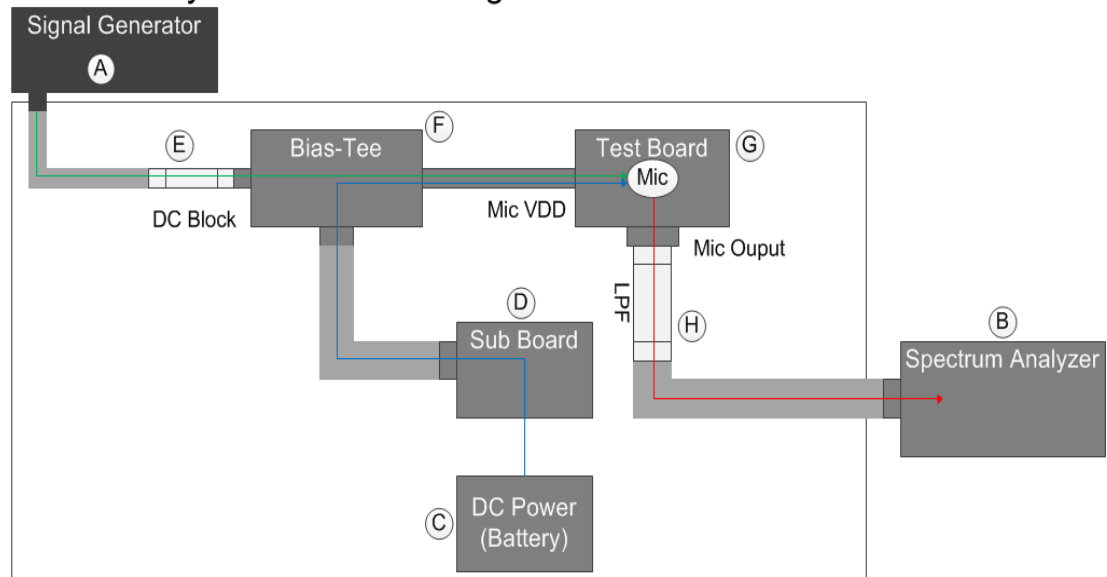 Signal Generator
A
E
F
G
Bias-Tee
Test Board
Mic
DC Block
Mic VDD
Mic Ouput
LPF
H
D
Sub Board
B
Spectrum Analyzer
C
DC Power
(Battery)